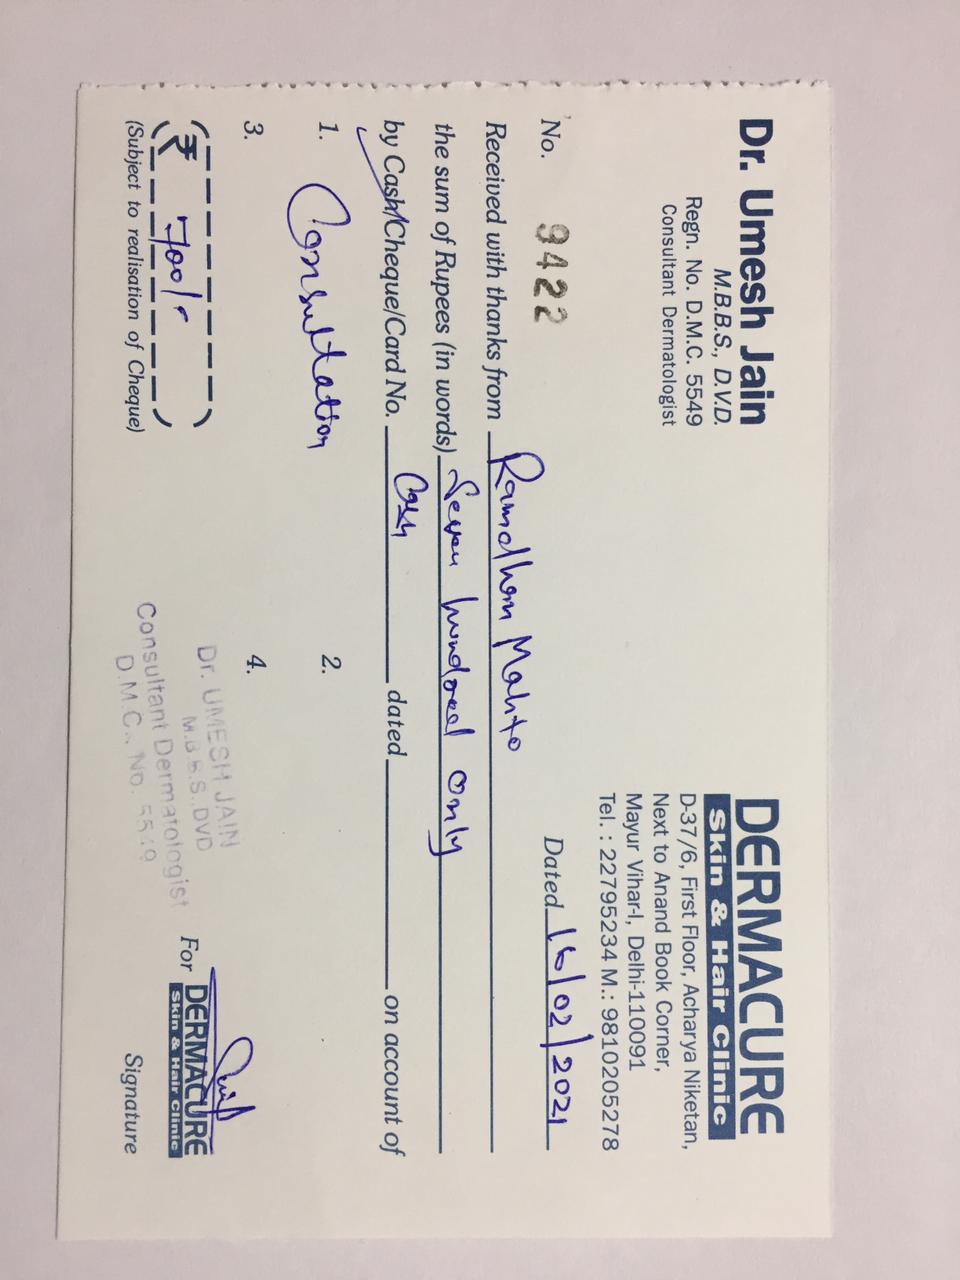 Dr. Umesh Jain
M.B.B.S., D.V.D.
Regn. No. D.M.C. 5549
Consultant Dermatologist
DERMACURE
Skin & Hair Clinic
D-37/6, First Floor, Acharya Niketan,
Next to Anand Book Corner,
Mayur Vihar-I, Delhi-110091
Tel. : 22795234 M.: 9810205278
No. 9422 Dated 16/02/2021
Received with thanks from Ramdhan Mahto
the sum of Rupees (in words) Seven hundred only
by Cash/Cheque/Card No. Cash dated on account of
1. Consultation 2.
3. 4.
₹ 700/-
(Subject to realisation of Cheque)
Dr. UMESH JAIN
M.B.B.S. DVD
Consultant Dermatologist
D.M.C. No. 5549
For DERMACURE
Skin & Hair Clinic
Signature